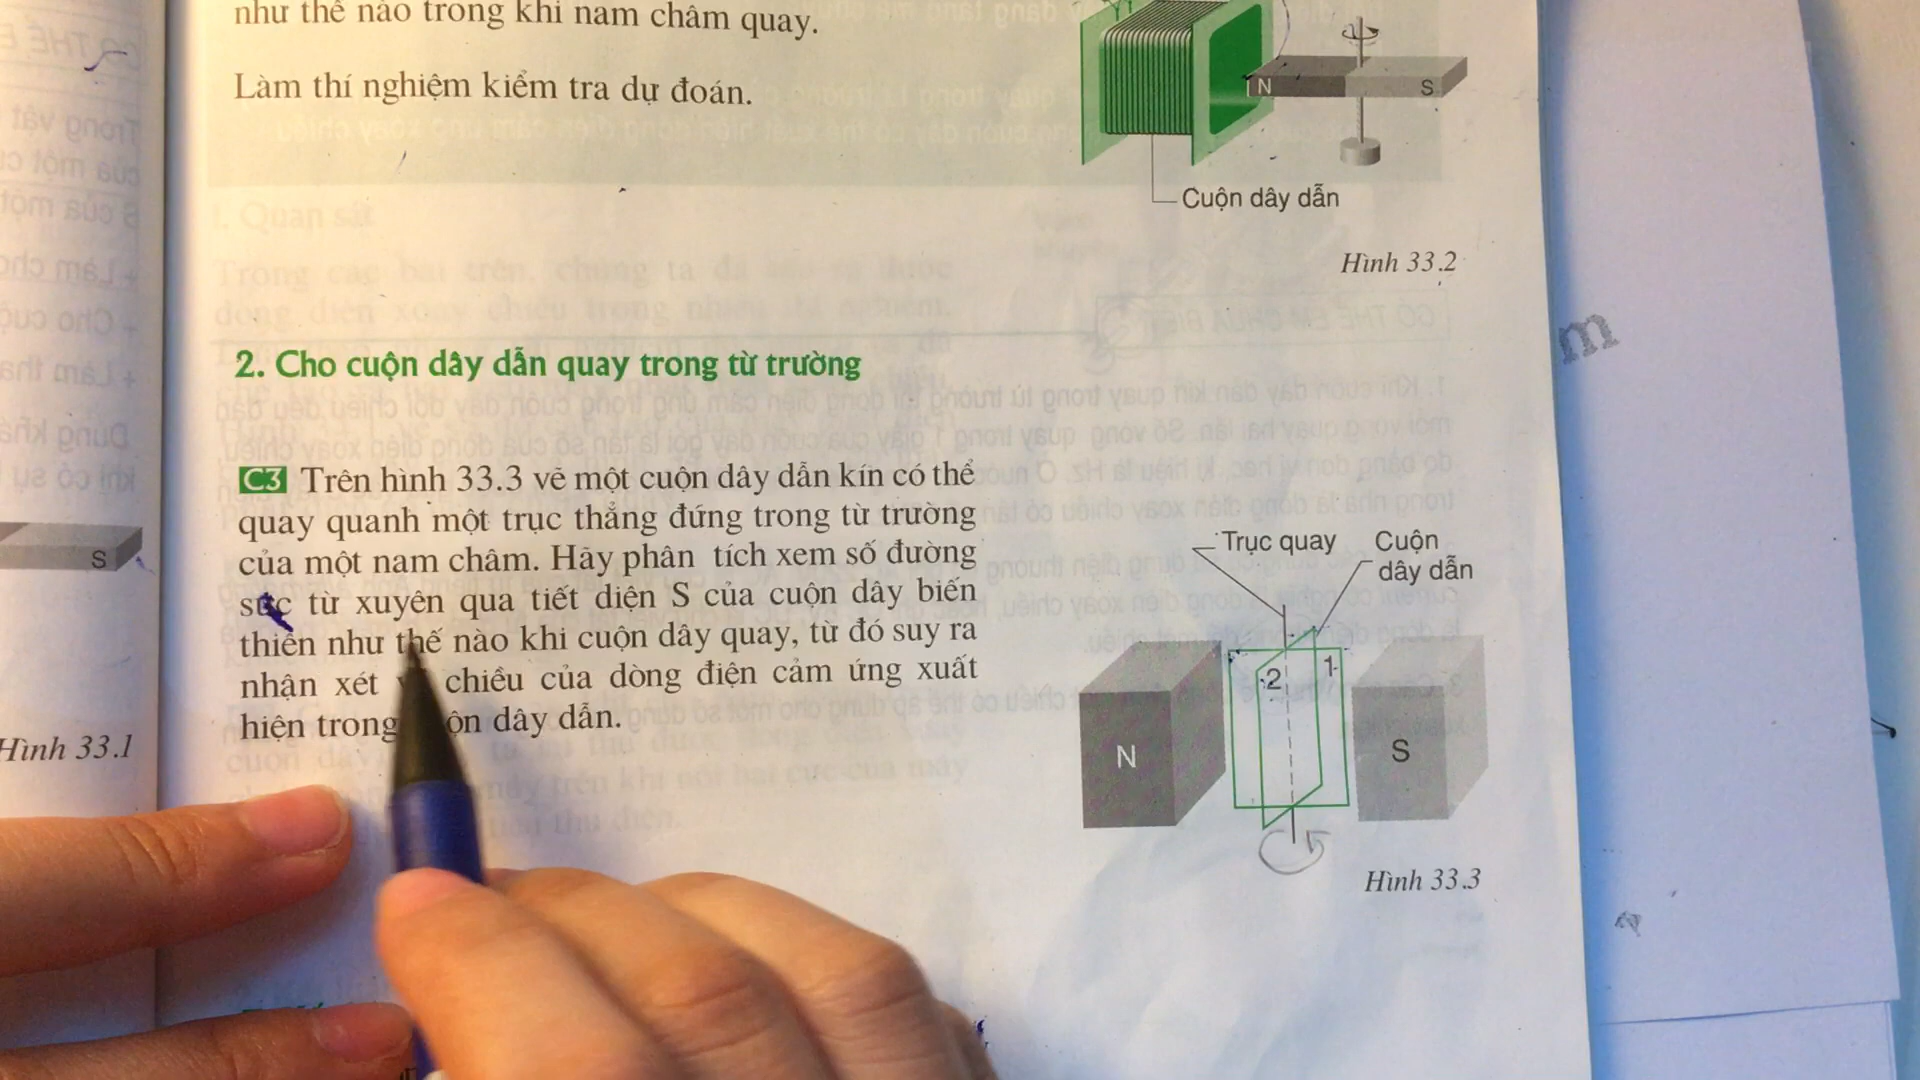 như thế nào trong khi nam châm quay.
Làm thí nghiệm kiểm tra dự đoán.
N
S
Cuộn dây dẫn
Hình 33.2
2. Cho cuộn dây dẫn quay trong từ trường
C3 Trên hình 33.3 vẽ một cuộn dây dẫn kín có thể
quay quanh một trục thẳng đứng trong từ trường
của một nam châm. Hãy phân tích xem số đường
sức từ xuyên qua tiết diện S của cuộn dây biến
thiên như thế nào khi cuộn dây quay, từ đó suy ra
nhận xét chiều của dòng điện cảm ứng xuất
hiện trong dây dẫn.
S
Hình 33.1
Trục quay
Cuộn
dây dẫn
2
1
N
S
Hình 33.3
m